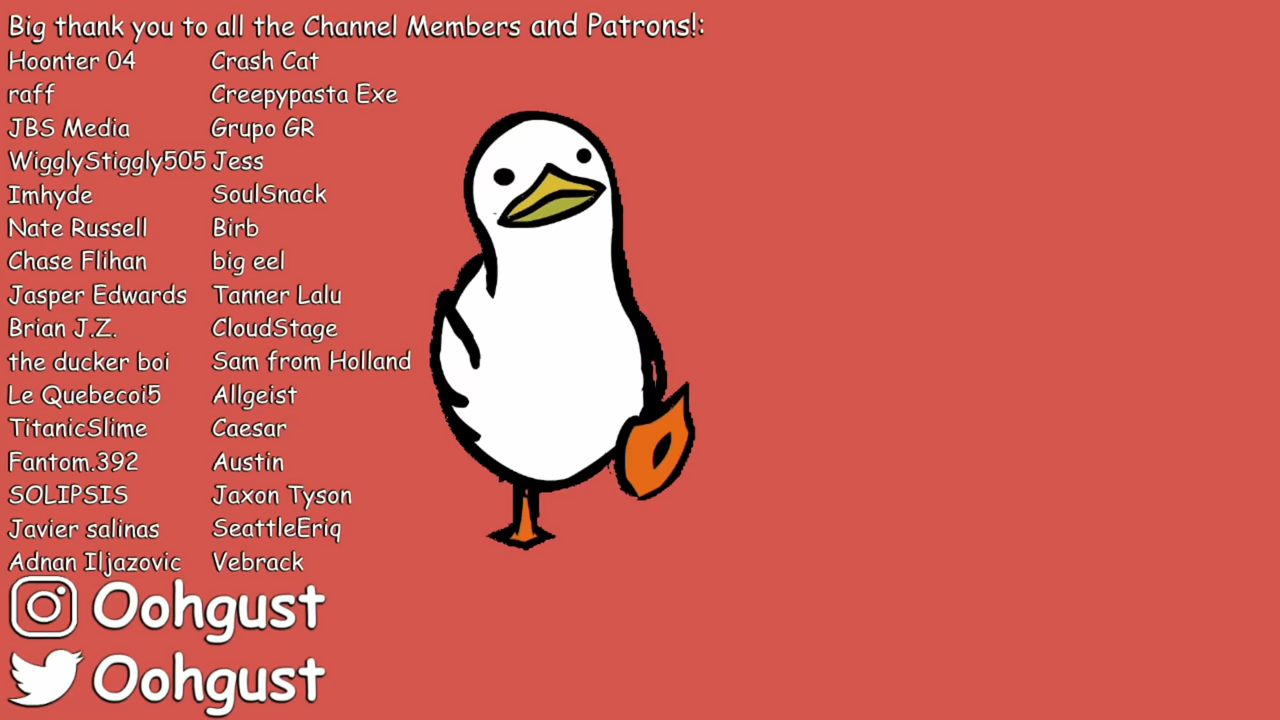 Big thank you to all the Channel Members and Patrons!:
Hoonter 04
raff
JBS Media
WigglyStiggly505
Imhyde
Nate Russell
Chase Flihan
Jasper Edwards
Brian J.Z.
the ducker boi
Le Quebecoi5
TitanicSlime
Fantom.392
SOLIPSIS
Javier salinas
Adnan Iljazovic
Crash Cat
Creepypasta Exe
Grupo GR
Jess
SoulSnack
Birb
big eel
Tanner Lalu
CloudStage
Sam from Holland
Allgeist
Caesar
Austin
Jaxon Tyson
SeattleEriq
Vebrack
Oohgust
Oohgust